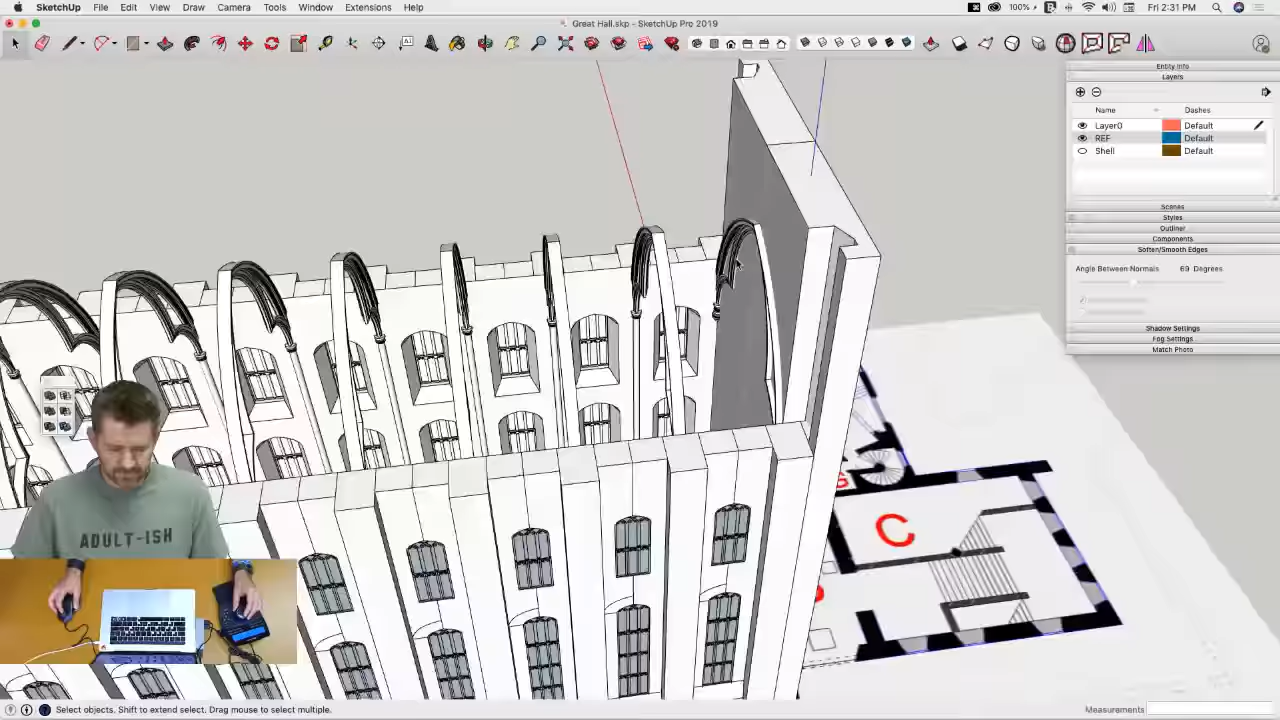 SketchUp File Edit View Draw Camera Tools Window Extensions Help
100% Fri 2:31 PM
Great Hall.skp - SketchUp Pro 2019
Entity Info
Layers
Name Dashes
Layer0 Default
REF Default
Shell Default
Scenes
Styles
Outliner
Components
Soften/Smooth Edges
Angle Between Normals 69 Degrees
Shadow Settings
Fog Settings
Match Photo
C
ADULT-ISH
Select objects. Shift to extend select. Drag mouse to select multiple.
Measurements